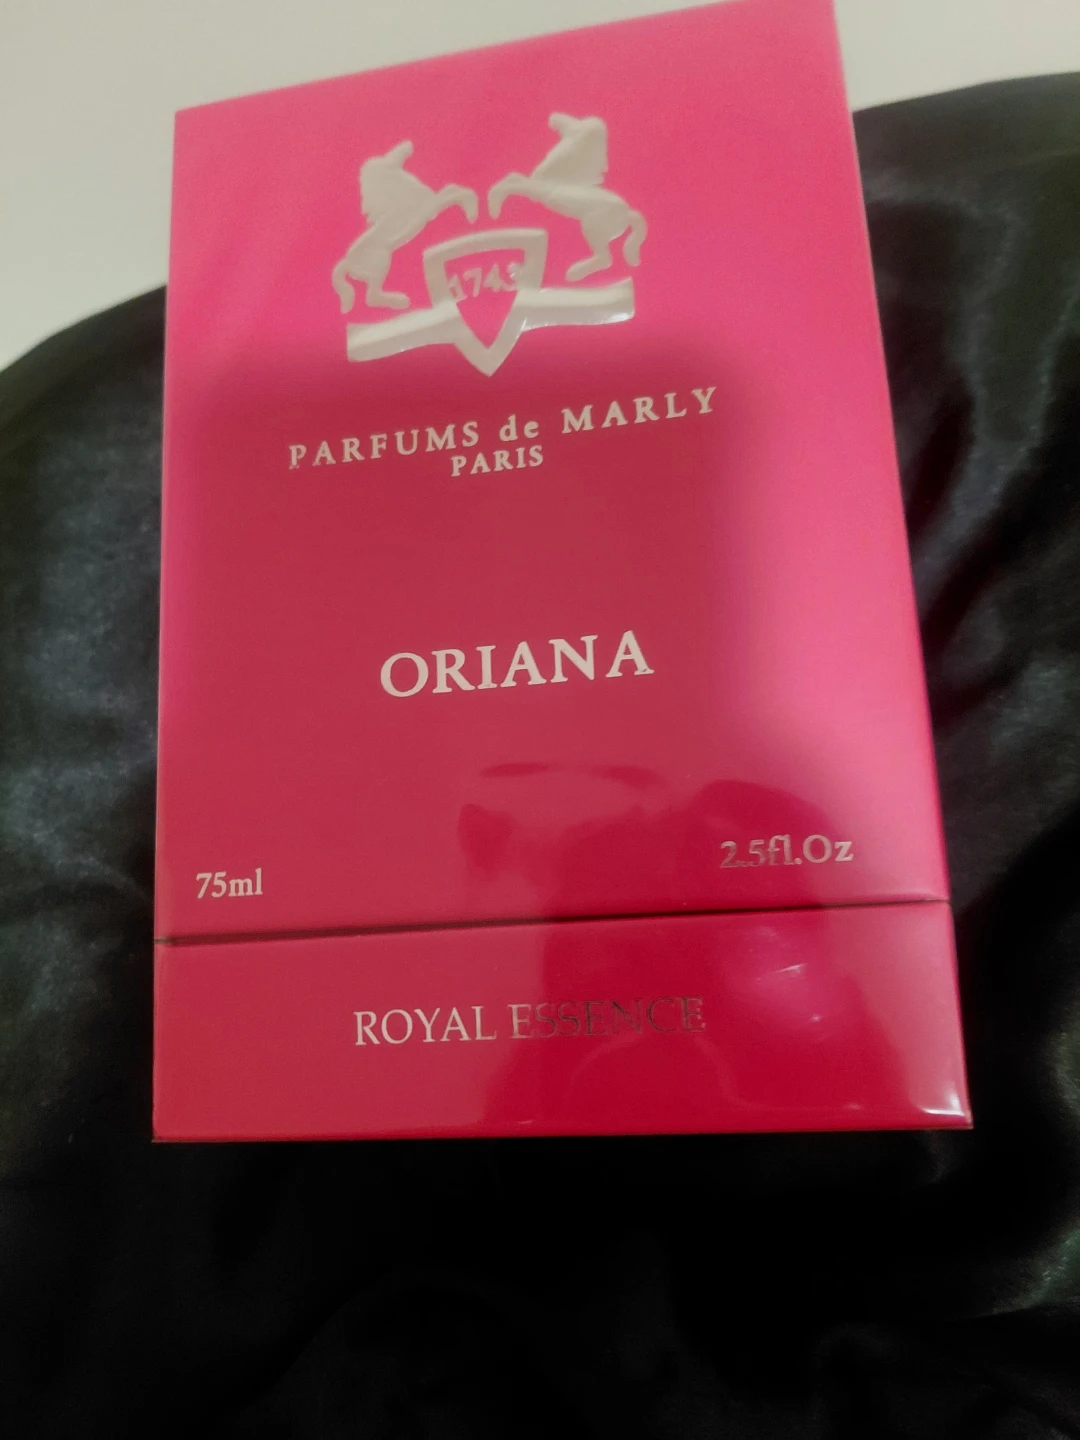 1743
PARFUMS de MARLY
PARIS
ORIANA
75ml
2.5fl.Oz
ROYAL ESSENCE